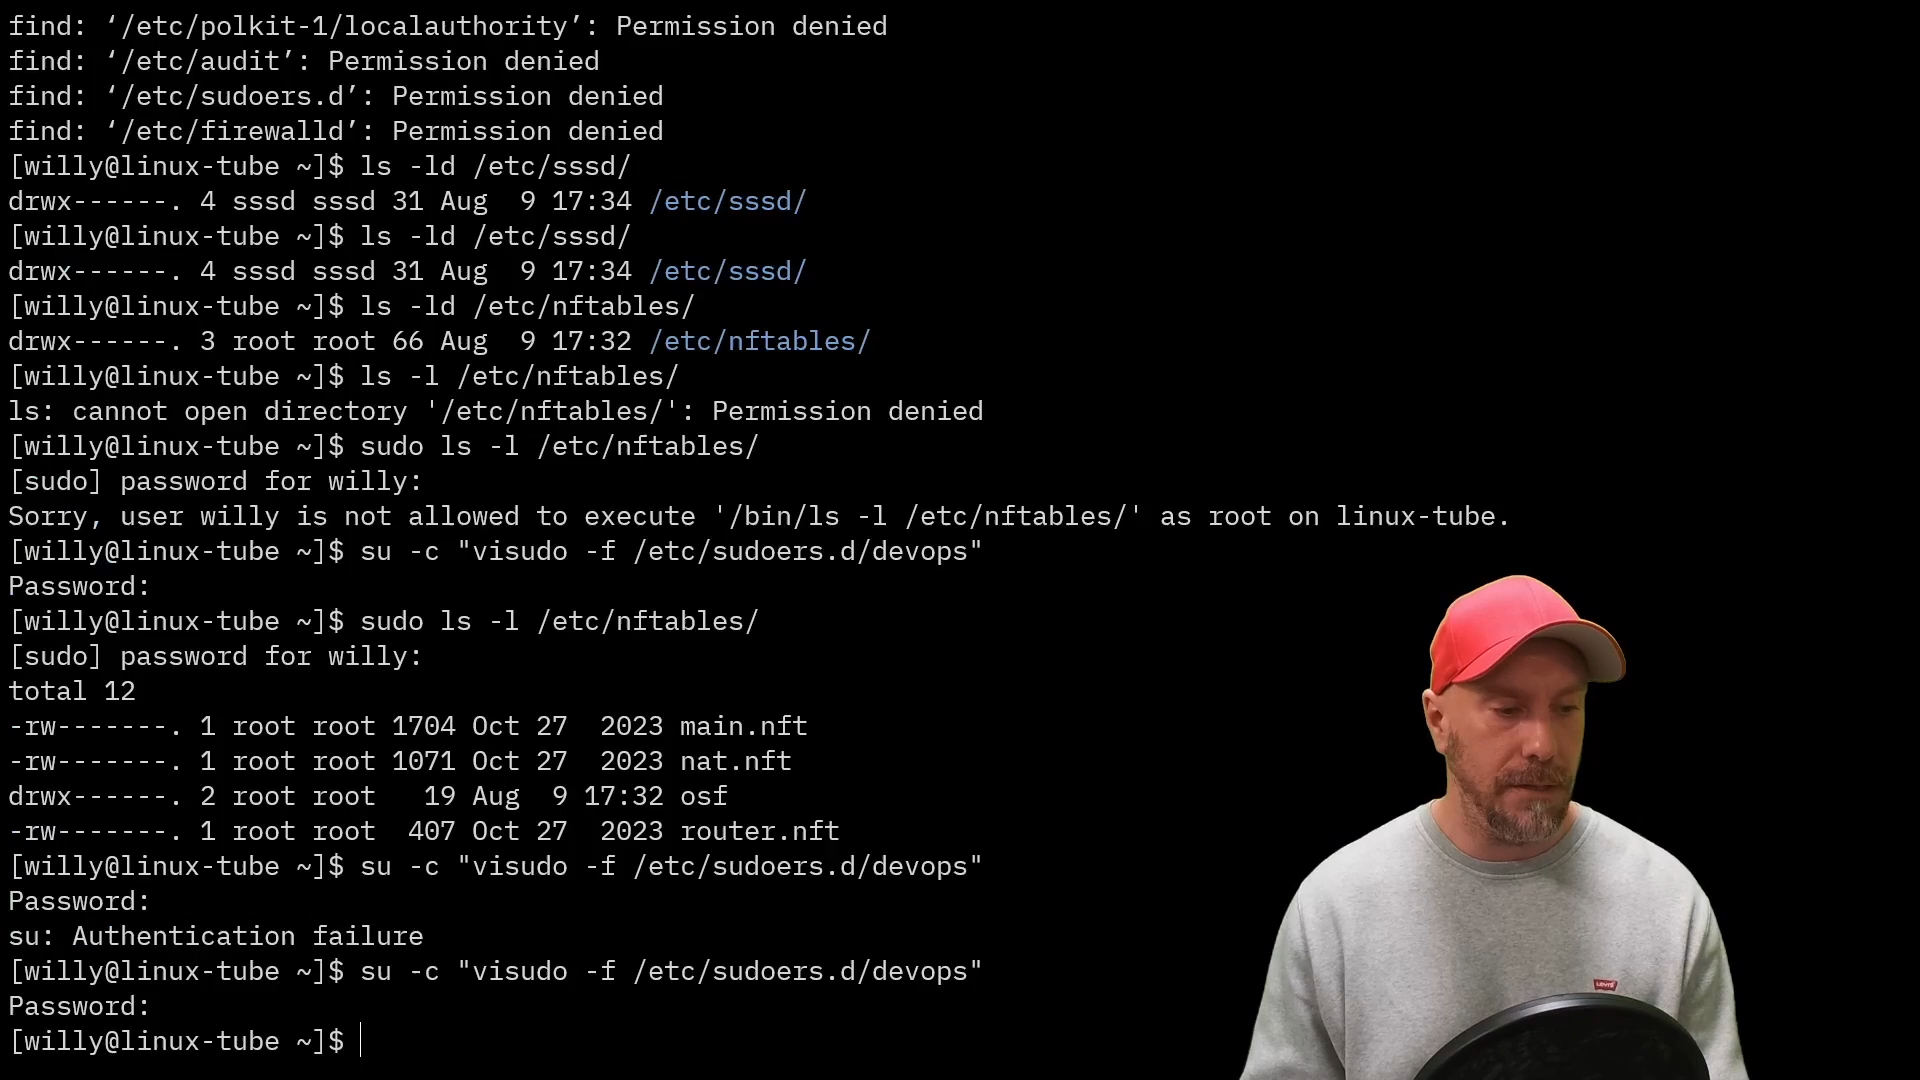 find: ‘/etc/polkit-1/localauthority’: Permission denied
find: ‘/etc/audit’: Permission denied
find: ‘/etc/sudoers.d’: Permission denied
find: ‘/etc/firewalld’: Permission denied
[willy@linux-tube ~]$ ls -ld /etc/sssd/
drwx------. 4 sssd sssd 31 Aug  9 17:34 /etc/sssd/
[willy@linux-tube ~]$ ls -ld /etc/sssd/
drwx------. 4 sssd sssd 31 Aug  9 17:34 /etc/sssd/
[willy@linux-tube ~]$ ls -ld /etc/nftables/
drwx------. 3 root root 66 Aug  9 17:32 /etc/nftables/
[willy@linux-tube ~]$ ls -l /etc/nftables/
ls: cannot open directory '/etc/nftables/': Permission denied
[willy@linux-tube ~]$ sudo ls -l /etc/nftables/
[sudo] password for willy:
Sorry, user willy is not allowed to execute '/bin/ls -l /etc/nftables/' as root on linux-tube.
[willy@linux-tube ~]$ su -c "visudo -f /etc/sudoers.d/devops"
Password:
[willy@linux-tube ~]$ sudo ls -l /etc/nftables/
[sudo] password for willy:
total 12
-rw-------. 1 root root 1704 Oct 27  2023 main.nft
-rw-------. 1 root root 1071 Oct 27  2023 nat.nft
drwx------. 2 root root   19 Aug  9 17:32 osf
-rw-------. 1 root root  407 Oct 27  2023 router.nft
[willy@linux-tube ~]$ su -c "visudo -f /etc/sudoers.d/devops"
Password:
su: Authentication failure
[willy@linux-tube ~]$ su -c "visudo -f /etc/sudoers.d/devops"
Password:
[willy@linux-tube ~]$
Levi's